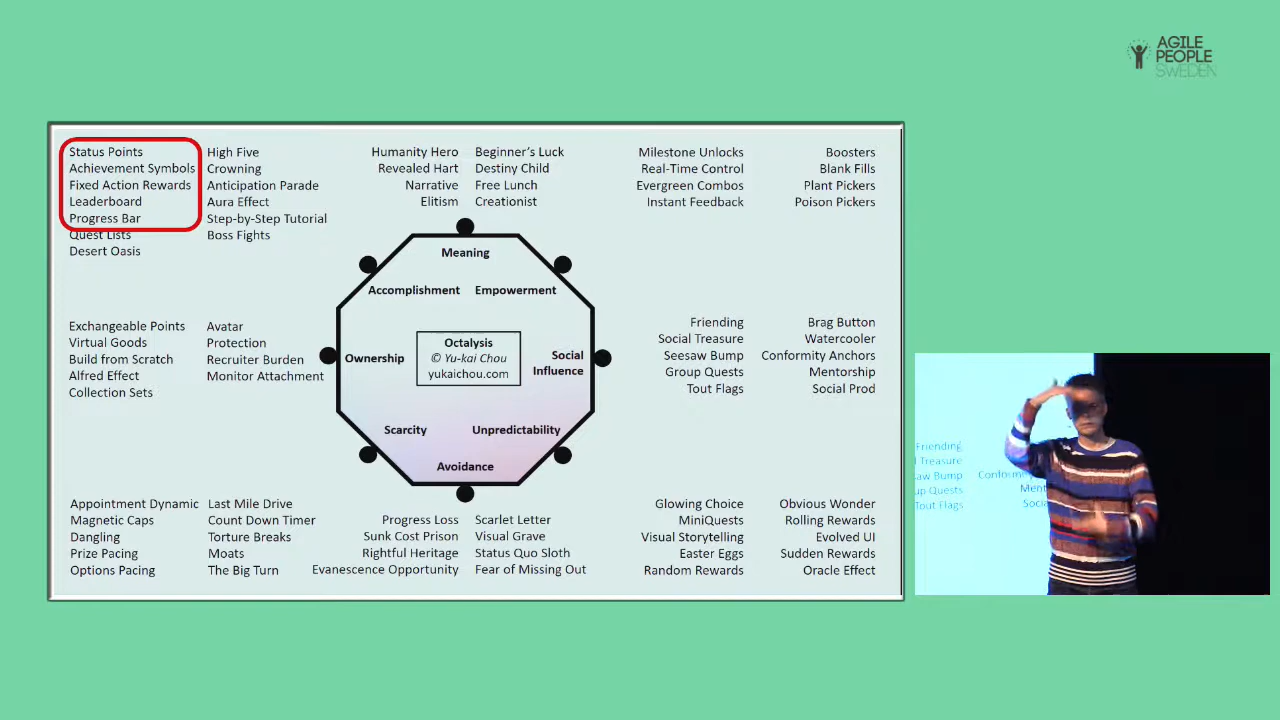 AGILE
PEOPLE
SWEDEN
Status Points
Achievement Symbols
Fixed Action Rewards
Leaderboard
Progress Bar
Quest Lists
Desert Oasis
High Five
Crowning
Anticipation Parade
Aura Effect
Step-by-Step Tutorial
Boss Fights
Humanity Hero
Revealed Hart
Narrative
Elitism
Beginner's Luck
Destiny Child
Free Lunch
Creationist
Milestone Unlocks
Real-Time Control
Evergreen Combos
Instant Feedback
Boosters
Blank Fills
Plant Pickers
Poison Pickers
Meaning
Accomplishment
Empowerment
Exchangeable Points
Virtual Goods
Build from Scratch
Alfred Effect
Collection Sets
Avatar
Protection
Recruiter Burden
Monitor Attachment
Ownership
Octalysis
© Yu-kai Chou
yukaichou.com
Social
Influence
Friending
Social Treasure
Seesaw Bump
Group Quests
Tout Flags
Brag Button
Watercooler
Conformity Anchors
Mentorship
Social Prod
Scarcity
Unpredictability
Avoidance
Appointment Dynamic
Magnetic Caps
Dangling
Prize Pacing
Options Pacing
Last Mile Drive
Count Down Timer
Torture Breaks
Moats
The Big Turn
Progress Loss
Sunk Cost Prison
Rightful Heritage
Evanescence Opportunity
Scarlet Letter
Visual Grave
Status Quo Sloth
Fear of Missing Out
Glowing Choice
MiniQuests
Visual Storytelling
Easter Eggs
Random Rewards
Obvious Wonder
Rolling Rewards
Evolved UI
Sudden Rewards
Oracle Effect
Friending
Treasure
Bump
Quests
Tout Flags